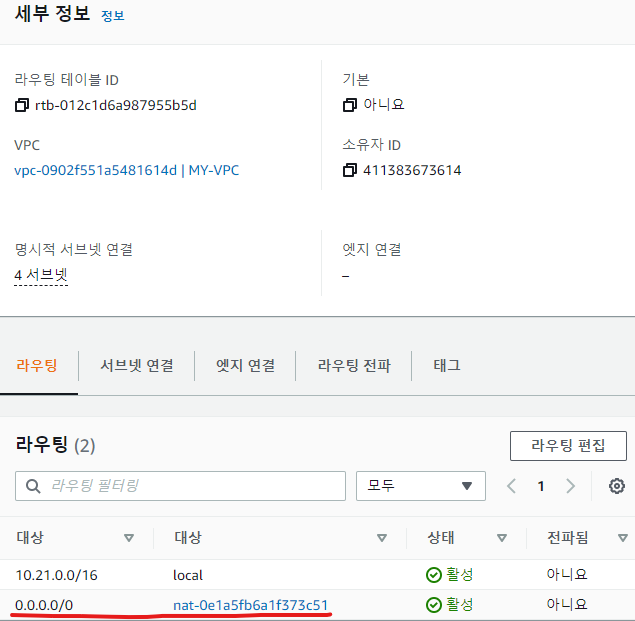 세부 정보 정보
라우팅 테이블 ID
rtb-012c1d6a987955b5d
기본
아니요
VPC
vpc-0902f551a5481614d | MY-VPC
소유자 ID
411383673614
명시적 서브넷 연결
4 서브넷
엣지 연결
–
라우팅 서브넷 연결 엣지 연결 라우팅 전파 태그
라우팅 (2) 라우팅 편집
라우팅 필터링 모두 1
대상 대상 상태 전파됨
10.21.0.0/16 local 활성 아니요
0.0.0.0/0 nat-0e1a5fb6a1f373c51 활성 아니요